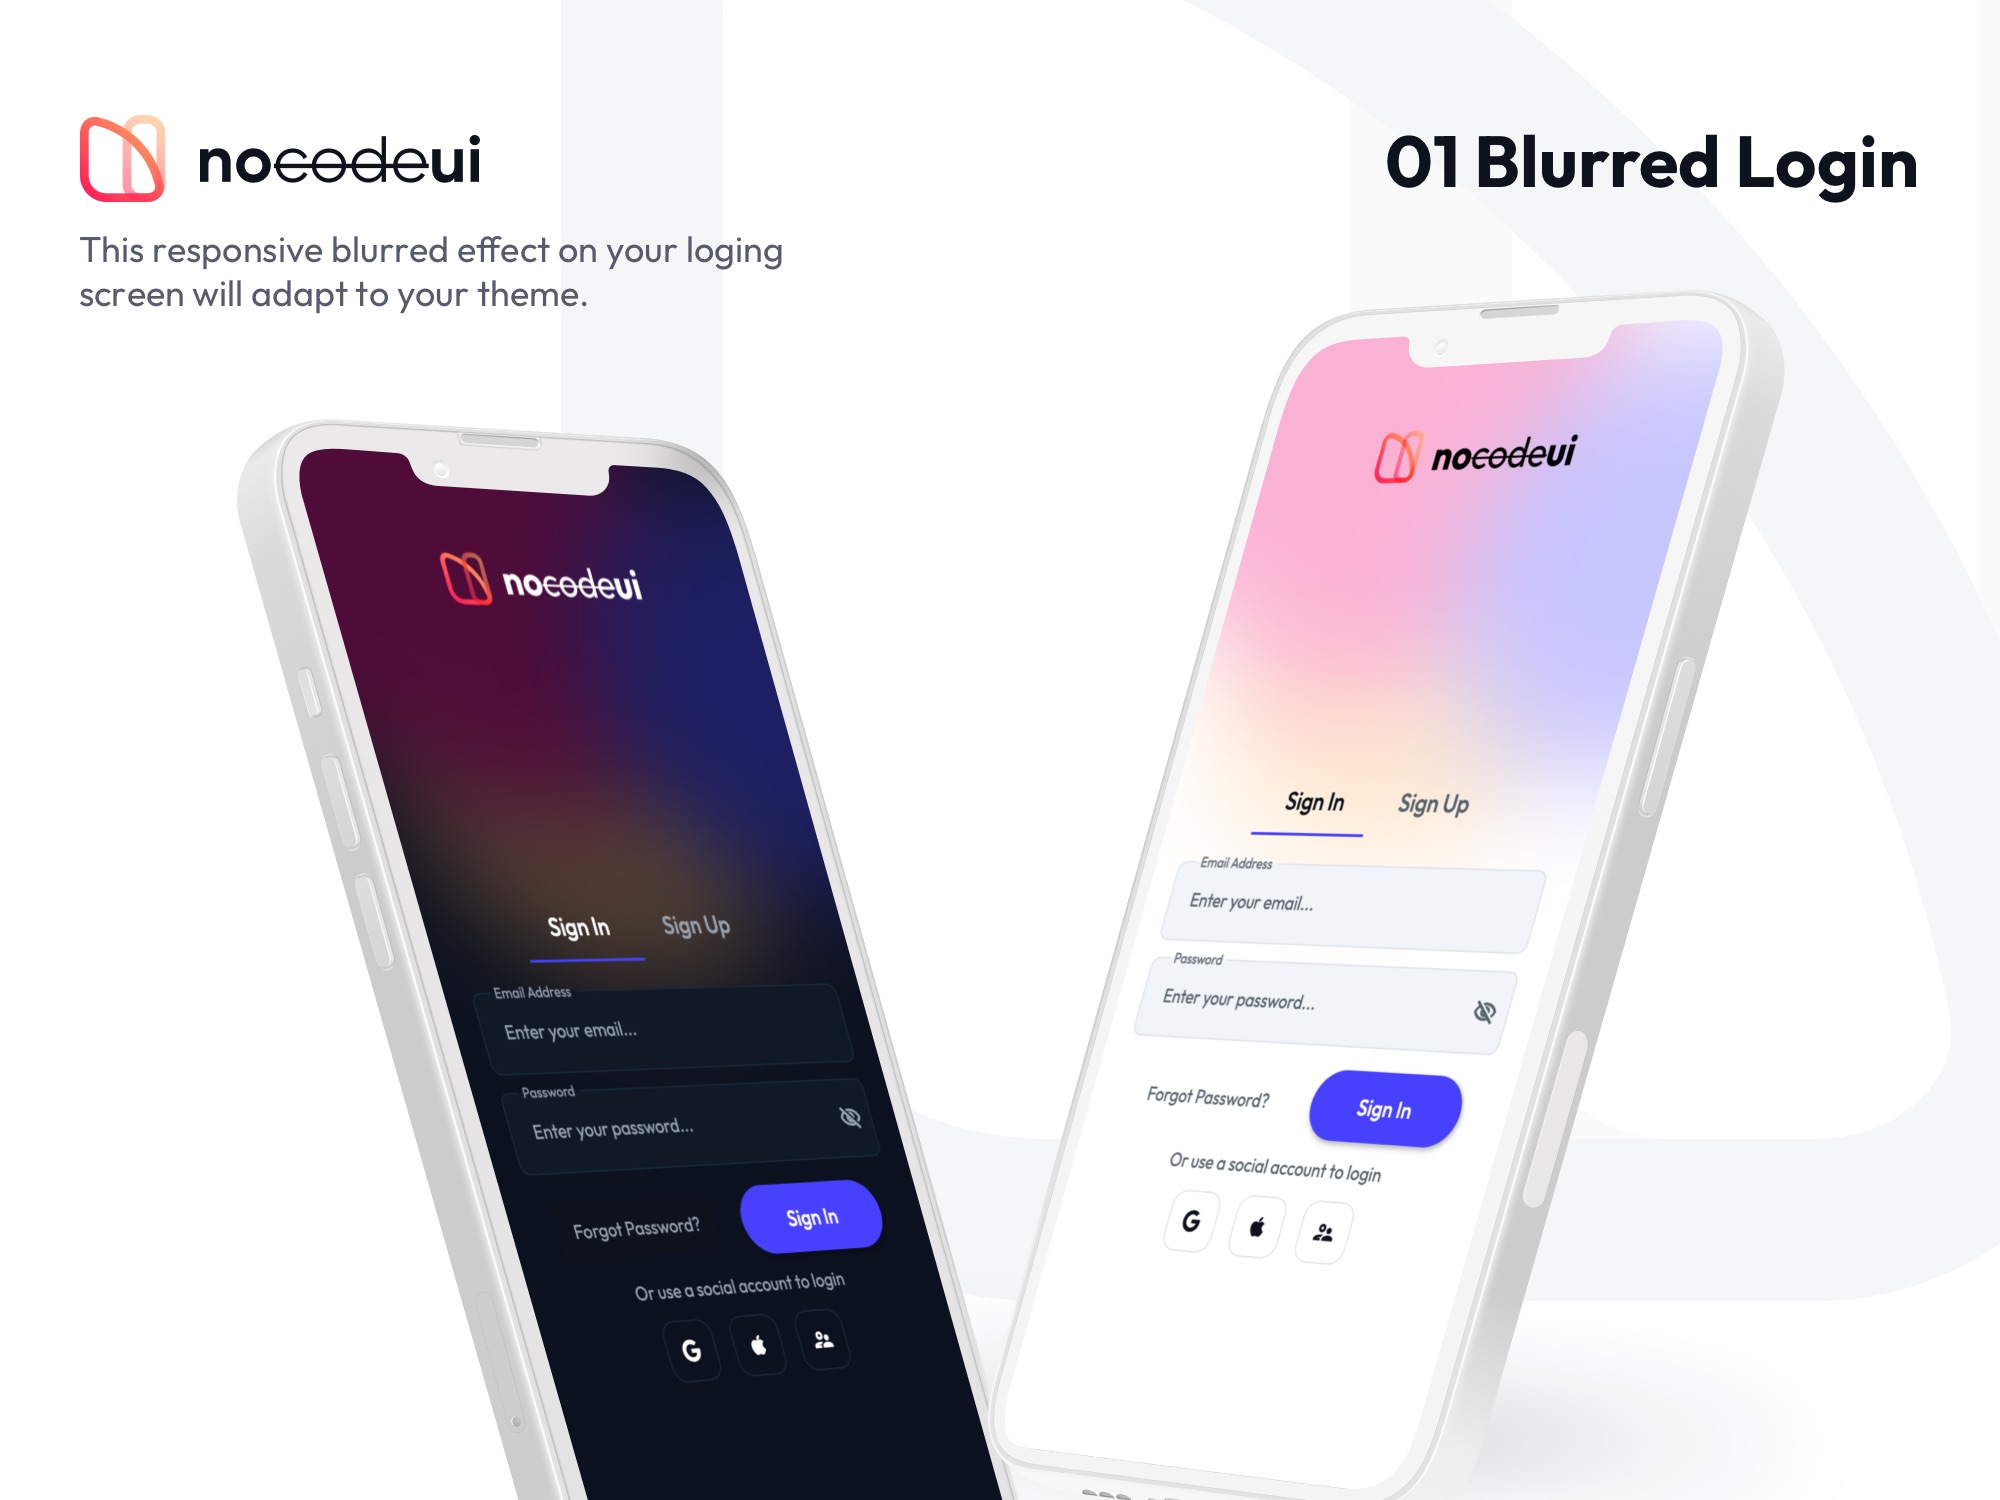 nocodeui
01 Blurred Login
This responsive blurred effect on your loging
screen will adapt to your theme.
nocodeui
Sign In Sign Up
Email Address
Enter your email...
Password
Enter your password...
Forgot Password? Sign In
Or use a social account to login
G
nocodeui
Sign In Sign Up
Email Address
Enter your email...
Password
Enter your password...
Forgot Password? Sign In
Or use a social account to login
G